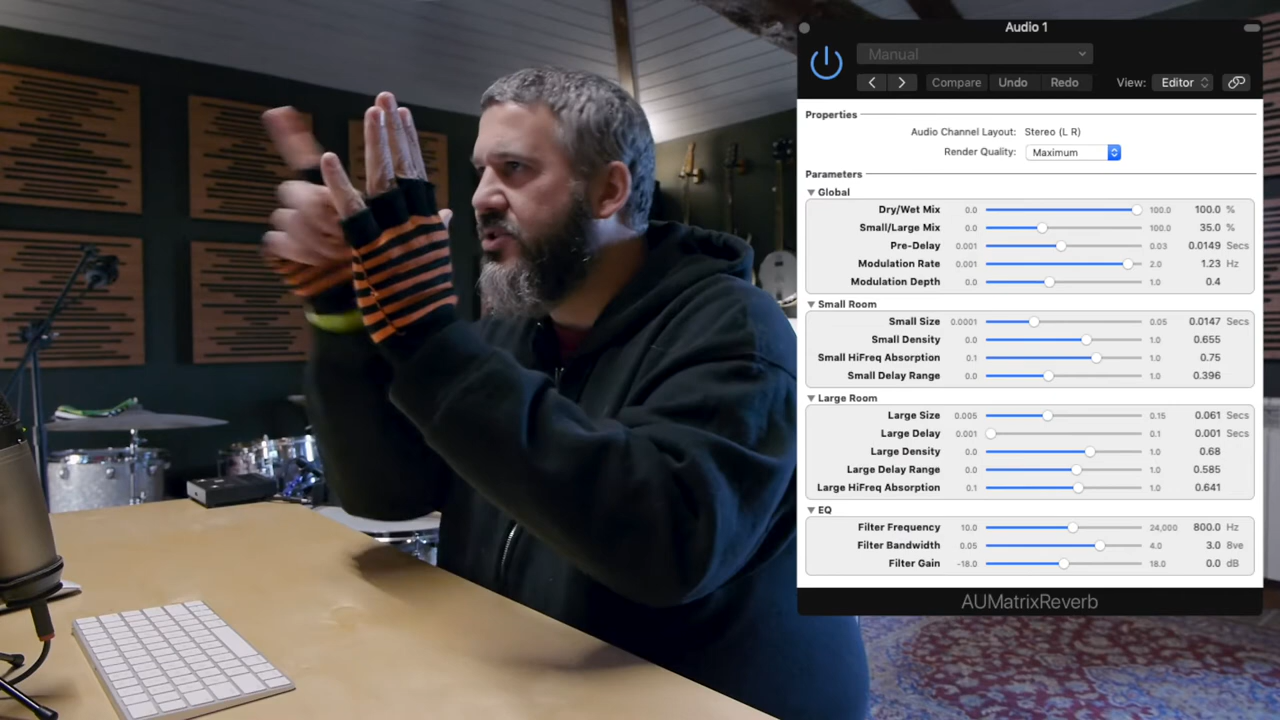 Audio 1
Manual
Compare Undo Redo View: Editor
Properties
Audio Channel Layout: Stereo (L R)
Render Quality: Maximum
Parameters
Global
Dry/Wet Mix 0.0 100.0 100.0 %
Small/Large Mix 0.0 100.0 35.0 %
Pre-Delay 0.001 0.03 0.0149 Secs
Modulation Rate 0.001 2.0 1.23 Hz
Modulation Depth 0.0 1.0 0.4
Small Room
Small Size 0.0001 0.05 0.0147 Secs
Small Density 0.0 1.0 0.655
Small HiFreq Absorption 0.1 1.0 0.75
Small Delay Range 0.0 1.0 0.396
Large Room
Large Size 0.005 0.15 0.061 Secs
Large Delay 0.001 0.1 0.001 Secs
Large Density 0.0 1.0 0.68
Large Delay Range 0.0 1.0 0.585
Large HiFreq Absorption 0.1 1.0 0.641
EQ
Filter Frequency 10.0 24,000 800.0 Hz
Filter Bandwidth 0.05 4.0 3.0 8ve
Filter Gain -18.0 18.0 0.0 dB
AUMatrixReverb